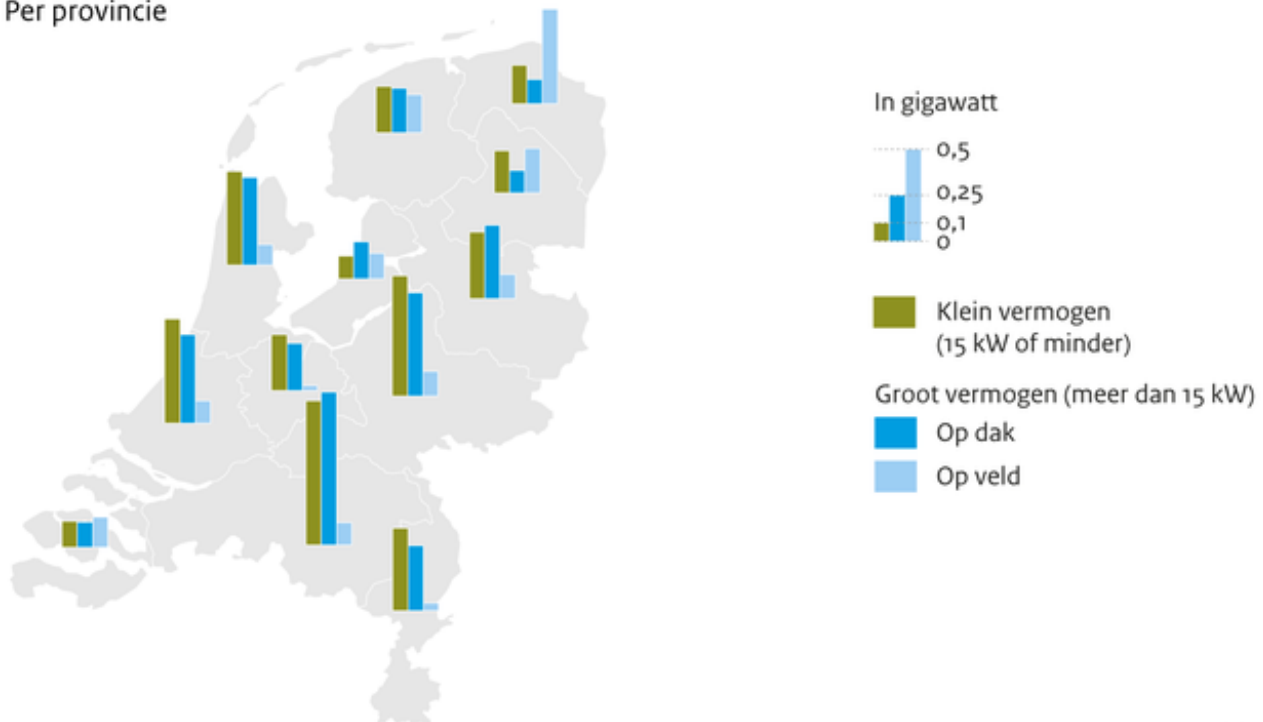 Per provincie
In gigawatt
0,5
0,25
0,1
0
Klein vermogen
(15 kW of minder)
Groot vermogen (meer dan 15 kW)
Op dak
Op veld